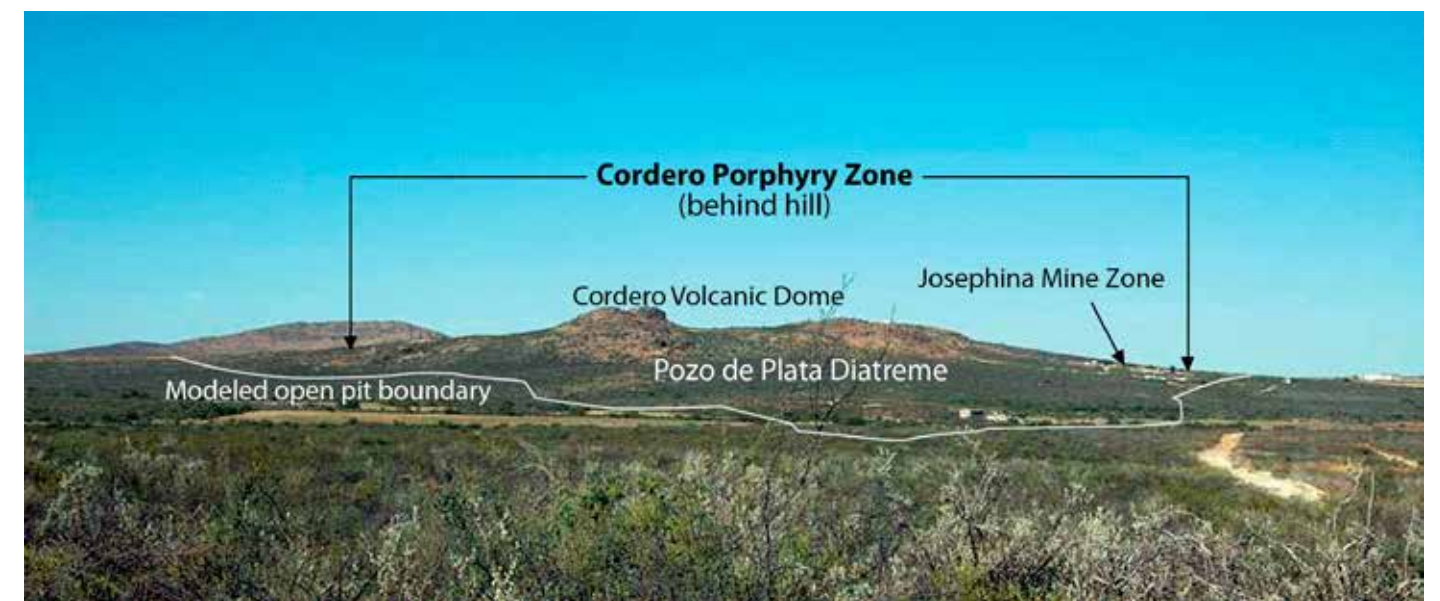 Cordero Porphyry Zone
(behind hill)
Josephina Mine Zone
Cordero Volcanic Dome
Pozo de Plata Diatreme
Modeled open pit boundary